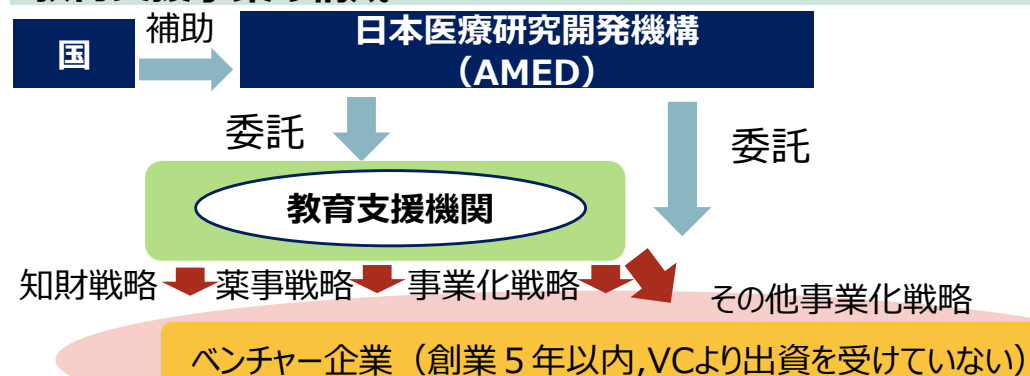 国
補助
日本医療研究開発機構
（AMED）
委託
委託
教育支援機関
知財戦略
薬事戦略
事業化戦略
その他事業化戦略
ベンチャー企業（創業５年以内,VCより出資を受けていない）